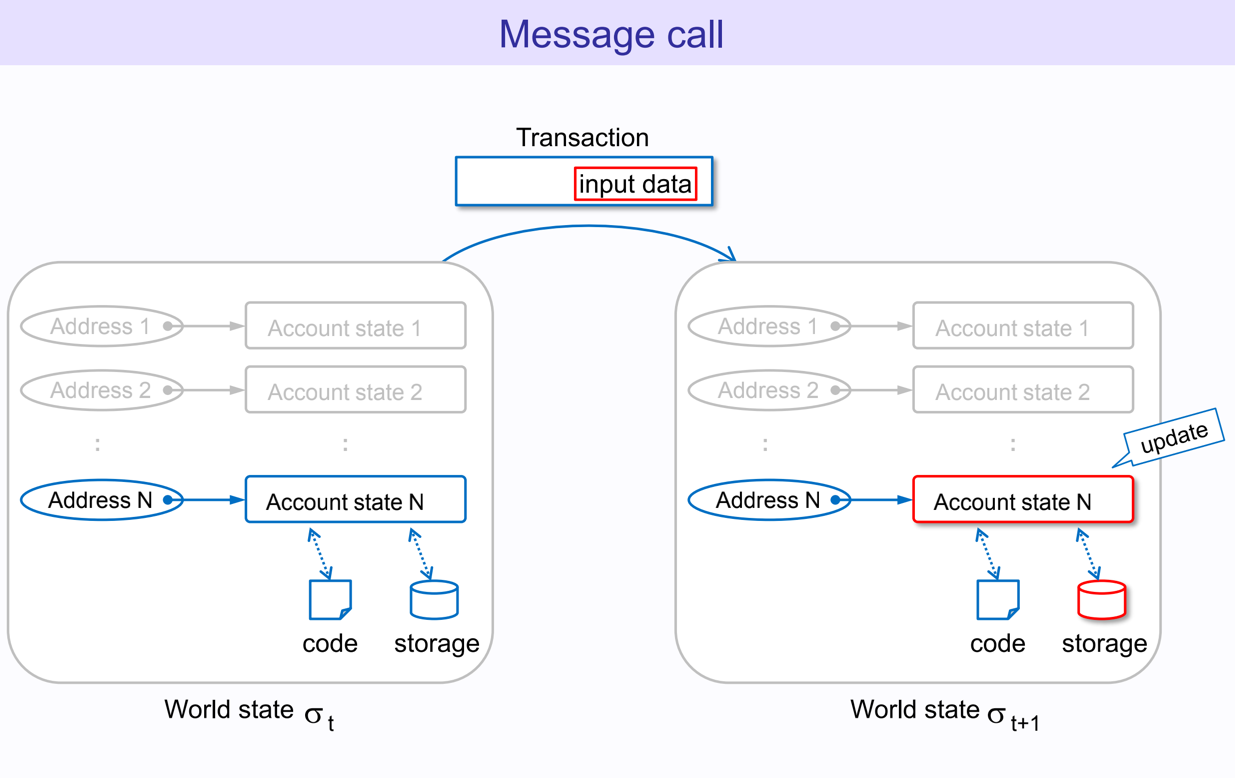 Message call
Transaction
input data
Address 1
Account state 1
Address 2
Account state 2
:
:
Address N
Account state N
code
storage
World state σ t
Address 1
Account state 1
Address 2
Account state 2
:
:
update
Address N
Account state N
code
storage
World state σ t+1